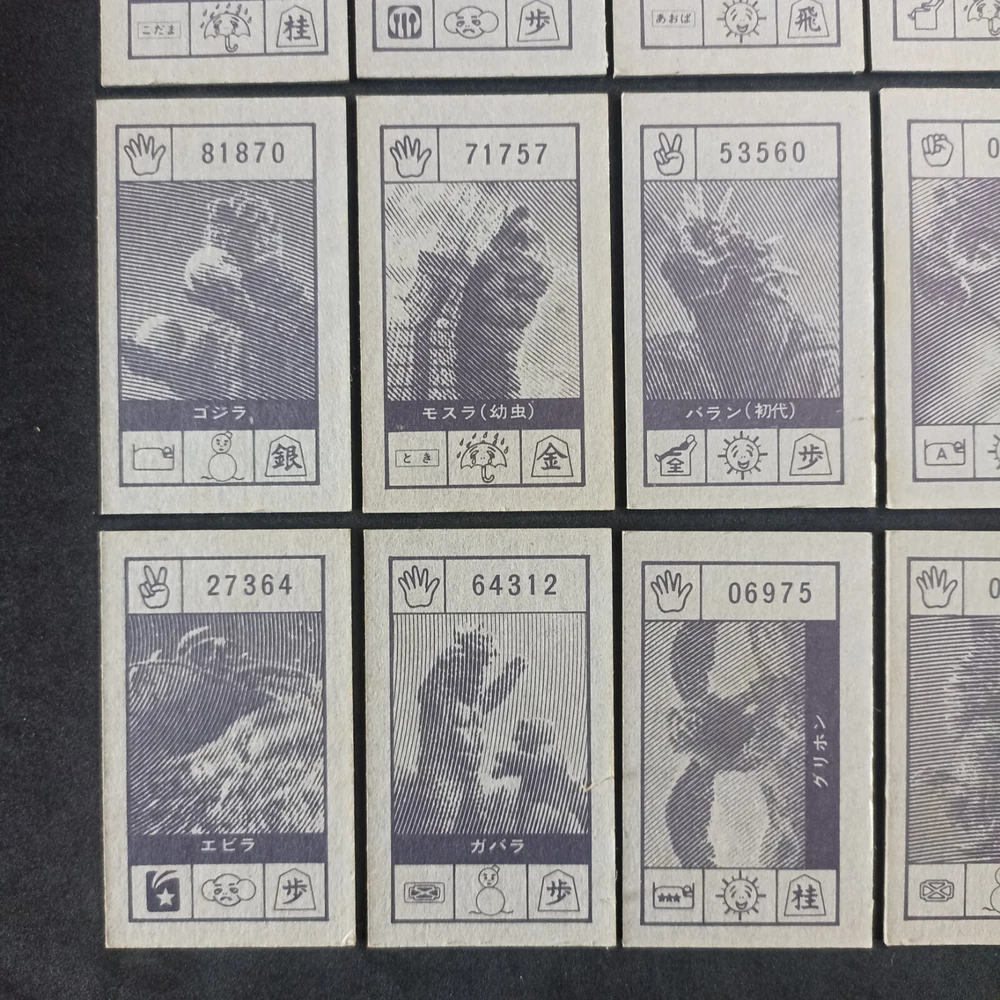 こだま
桂
歩
あおば
飛
81870
ゴジラ
銀
71757
モスラ(幼虫)
とき
金
53560
バラン(初代)
全
歩
0
A
27364
エビラ
歩
64312
ガバラ
歩
06975
グリホン
桂
0